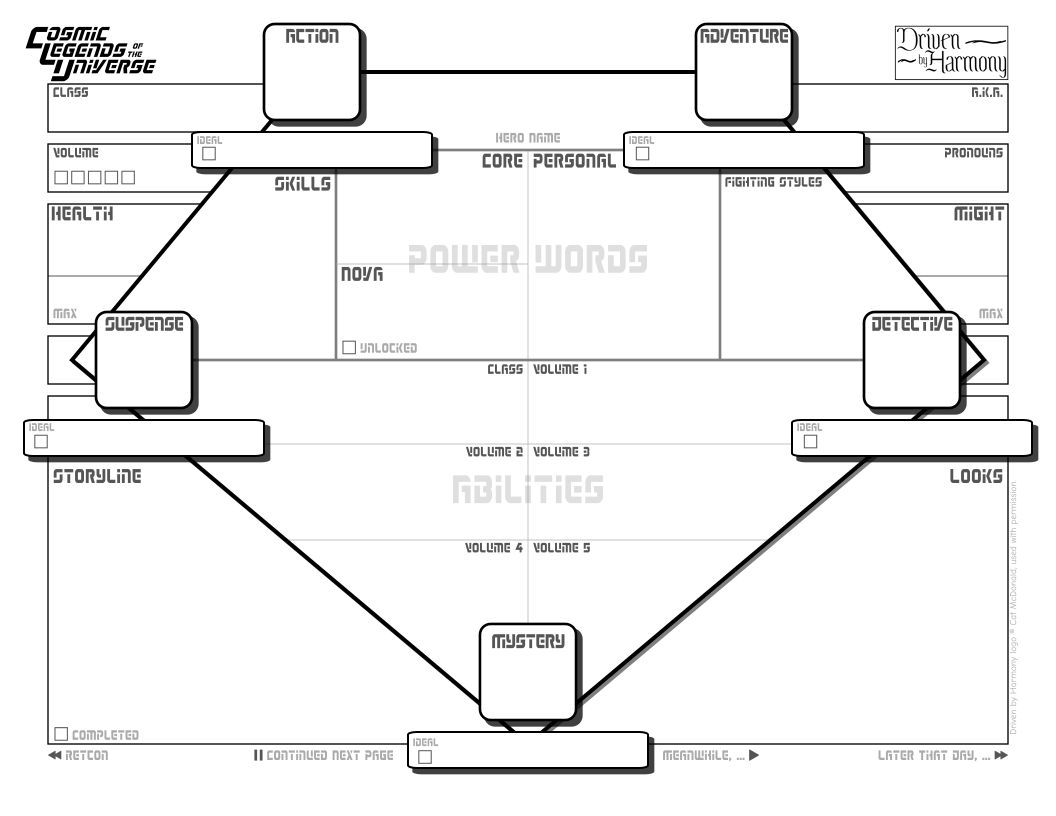 COSMIC
LEGENDS OF THE
UNIVERSE
ACTION
ADVENTURE
Driven
by Harmony
CLASS
A.K.A.
IDEAL
HERO NAME
IDEAL
VOLUME
CORE PERSONAL
PRONOUNS
SKILLS
FIGHTING STYLES
HEALTH
MIGHT
POWER WORDS
NOVA
MAX
MAX
SUSPENSE
DETECTIVE
UNLOCKED
CLASS VOLUME 1
IDEAL
IDEAL
VOLUME 2 VOLUME 3
STORYLINE
LOOKS
ABILITIES
VOLUME 4 VOLUME 5
MYSTERY
Driven by Harmony logo © Cat McDonald, used with permission
COMPLETED
IDEAL
RETCON
CONTINUED NEXT PAGE
MEANWHILE, ...
LATER THAT DAY, ...